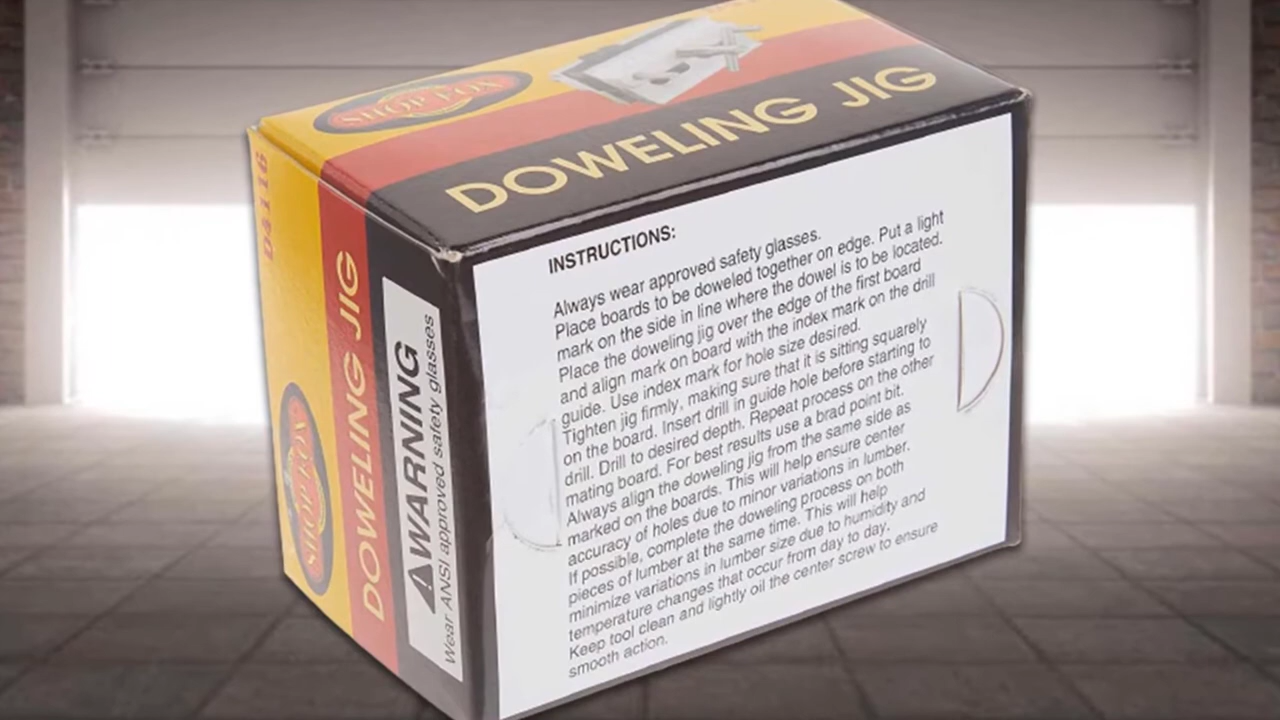 SHOP FOX
DOWELING JIG
D4116
DOWELING JIG
SHOP FOX
WARNING
Wear ANSI approved safety glasses
INSTRUCTIONS:
Always wear approved safety glasses.
Place boards to be doweled together on edge. Put a light
mark on the side in line where the dowel is to be located.
Place the doweling jig over the edge of the first board
and align mark on board with the index mark on the drill
guide. Use index mark for hole size desired.
Tighten jig firmly, making sure that it is sitting squarely
on the board. Insert drill in guide hole before starting to
drill. Drill to desired depth. Repeat process on the other
mating board. For best results use a brad point bit.
Always align the doweling jig from the same side as
marked on the boards. This will help ensure center
accuracy of holes due to minor variations in lumber.
If possible, complete the doweling process on both
pieces of lumber at the same time. This will help
minimize variations in lumber size due to humidity and
temperature changes that occur from day to day.
Keep tool clean and lightly oil the center screw to ensure
smooth action.